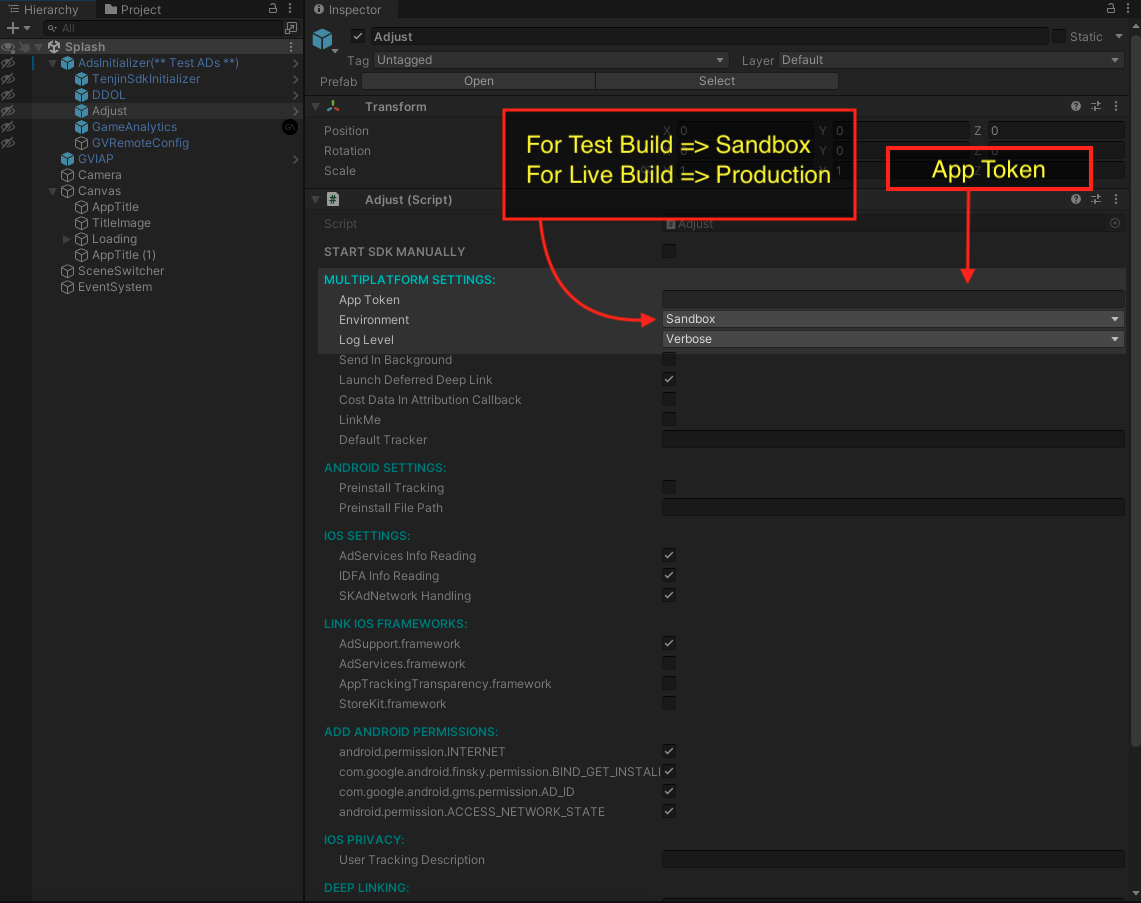 Hierarchy
Project
All
Splash
AdsInitializer(** Test ADs **)
TenjinSdkInitializer
DDOL
Adjust
GameAnalytics
GA
GVRemoteConfig
GVIAP
Camera
Canvas
AppTitle
TitleImage
Loading
AppTitle (1)
SceneSwitcher
EventSystem
Inspector
Adjust
Static
Tag Untagged
Layer Default
Prefab Open Select
Transform
Position X 0 Y 0 Z 0
Rotation Y 0 Z 0
Scale X 1 Y 1 Z
For Test Build => Sandbox
For Live Build => Production
App Token
Adjust (Script)
Script Adjust
START SDK MANUALLY
MULTIPLATFORM SETTINGS:
App Token
Environment Sandbox
Log Level Verbose
Send In Background
Launch Deferred Deep Link
Cost Data In Attribution Callback
LinkMe
Default Tracker
ANDROID SETTINGS:
Preinstall Tracking
Preinstall File Path
IOS SETTINGS:
AdServices Info Reading
IDFA Info Reading
SKAdNetwork Handling
LINK IOS FRAMEWORKS:
AdSupport.framework
AdServices.framework
AppTrackingTransparency.framework
StoreKit.framework
ADD ANDROID PERMISSIONS:
android.permission.INTERNET
com.google.android.finsky.permission.BIND_GET_INSTALL
com.google.android.gms.permission.AD_ID
android.permission.ACCESS_NETWORK_STATE
IOS PRIVACY:
User Tracking Description
DEEP LINKING: